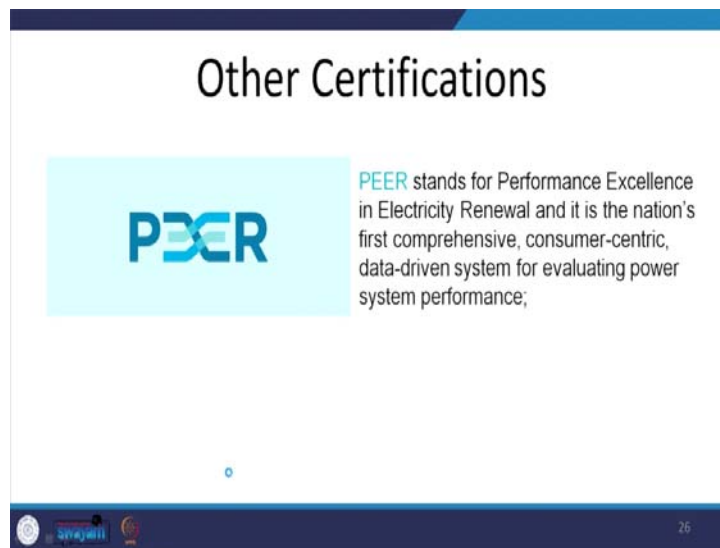 Other Certifications
PEER
PEER stands for Performance Excellence
in Electricity Renewal and it is the nation's
first comprehensive, consumer-centric,
data-driven system for evaluating power
system performance;
swayam
26